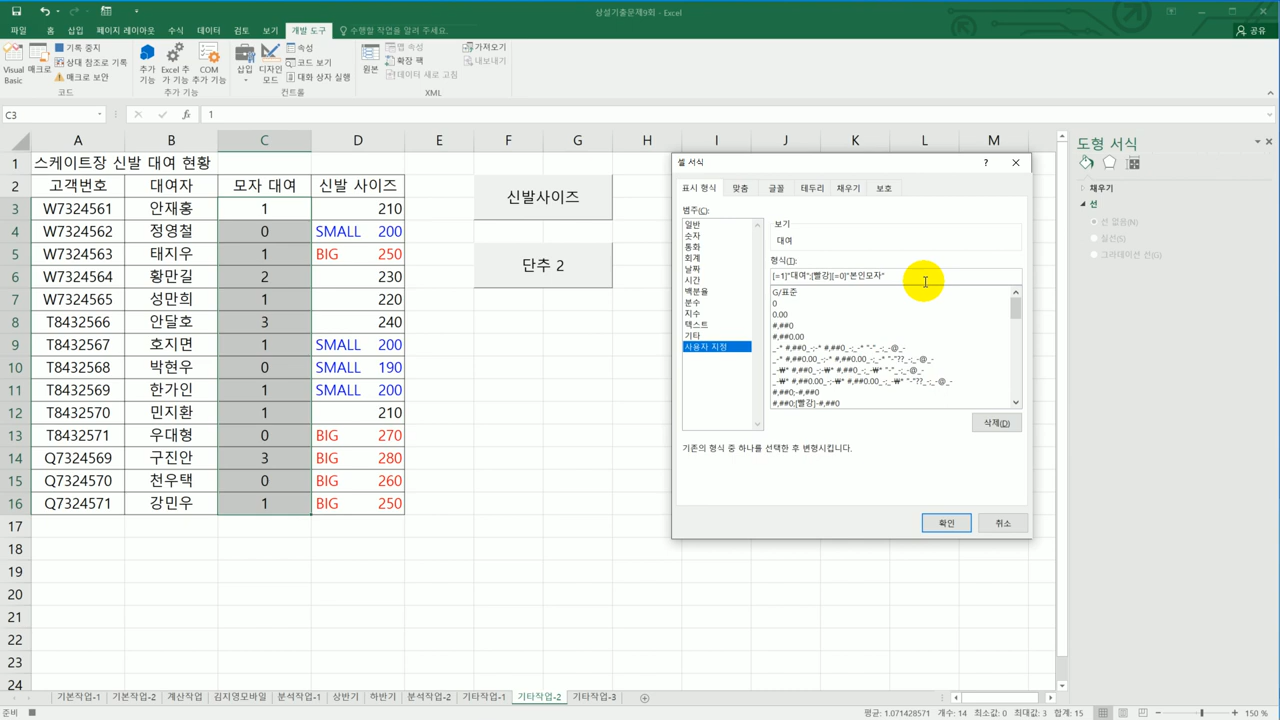 상설기출문제9회 - Excel
파일 홈 삽입 페이지 레이아웃 수식 데이터 검토 보기 개발 도구 수행할 작업을 알려 주세요. 공유
Visual Basic 매크로 기록 중지 상대 참조로 기록 매크로 보안 코드
추가 기능 Excel 추가 기능 COM 추가 기능 추가 기능
삽입 디자인 모드 속성 코드 보기 대화 상자 실행 컨트롤
원본 맵 속성 확장 팩 데이터 새로 고침 가져오기 내보내기 XML
C3 fx 1
A B C D E F G H I J K L M
1 스케이트장 신발 대여 현황
2 고객번호 대여자 모자 대여 신발 사이즈
3 W7324561 안재홍 1 210
4 W7324562 정영철 0 SMALL 200
5 W7324563 태지우 1 BIG 250
6 W7324564 황만길 2 230
7 W7324565 성만희 1 220
8 T8432566 안달호 3 240
9 T8432567 호지면 1 SMALL 200
10 T8432568 박현우 0 SMALL 190
11 T8432569 한가인 1 SMALL 200
12 T8432570 민지환 1 210
13 T8432571 우대형 0 BIG 270
14 Q7324569 구진안 3 BIG 280
15 Q7324570 천우택 0 BIG 260
16 Q7324571 강민우 1 BIG 250
17
18
19
20
21
22
23
24
신발사이즈
단추 2
셀 서식 ?
표시 형식 맞춤 글꼴 테두리 채우기 보호
범주(C):
일반
숫자
통화
회계
날짜
시간
백분율
분수
지수
텍스트
기타
사용자 지정
보기
대여
형식(T):
[=1]"대여";[빨강][=0]"본인모자"
G/표준
0
0.00
#,##0
#,##0.00
_-* #,##0_-;-* #,##0_-;_-* "-"_-;_-@_-
_-* #,##0.00_-;-* #,##0.00_-;_-* "-"??_-;_-@_-
_-₩* #,##0_-;-₩* #,##0_-;_-₩* "-"_-;_-@_-
_-₩* #,##0.00_-;-₩* #,##0.00_-;_-₩* "-"??_-;_-@_-
#,##0;-#,##0
#,##0;[빨강]-#,##0
삭제(D)
기존의 형식 중 하나를 선택한 후 변형시킵니다.
확인 취소
도형 서식
채우기
선
선 없음(N)
실선(S)
그라데이션 선(G)
기본작업-1 기본작업-2 계산작업 김지영모바일 분석작업-1 상반기 하반기 분석작업-2 기타작업-1 기타작업-2 기타작업-3
준비 평균: 1.071428571 개수: 14 최소값: 0 최대값: 3 합계: 15 150 %